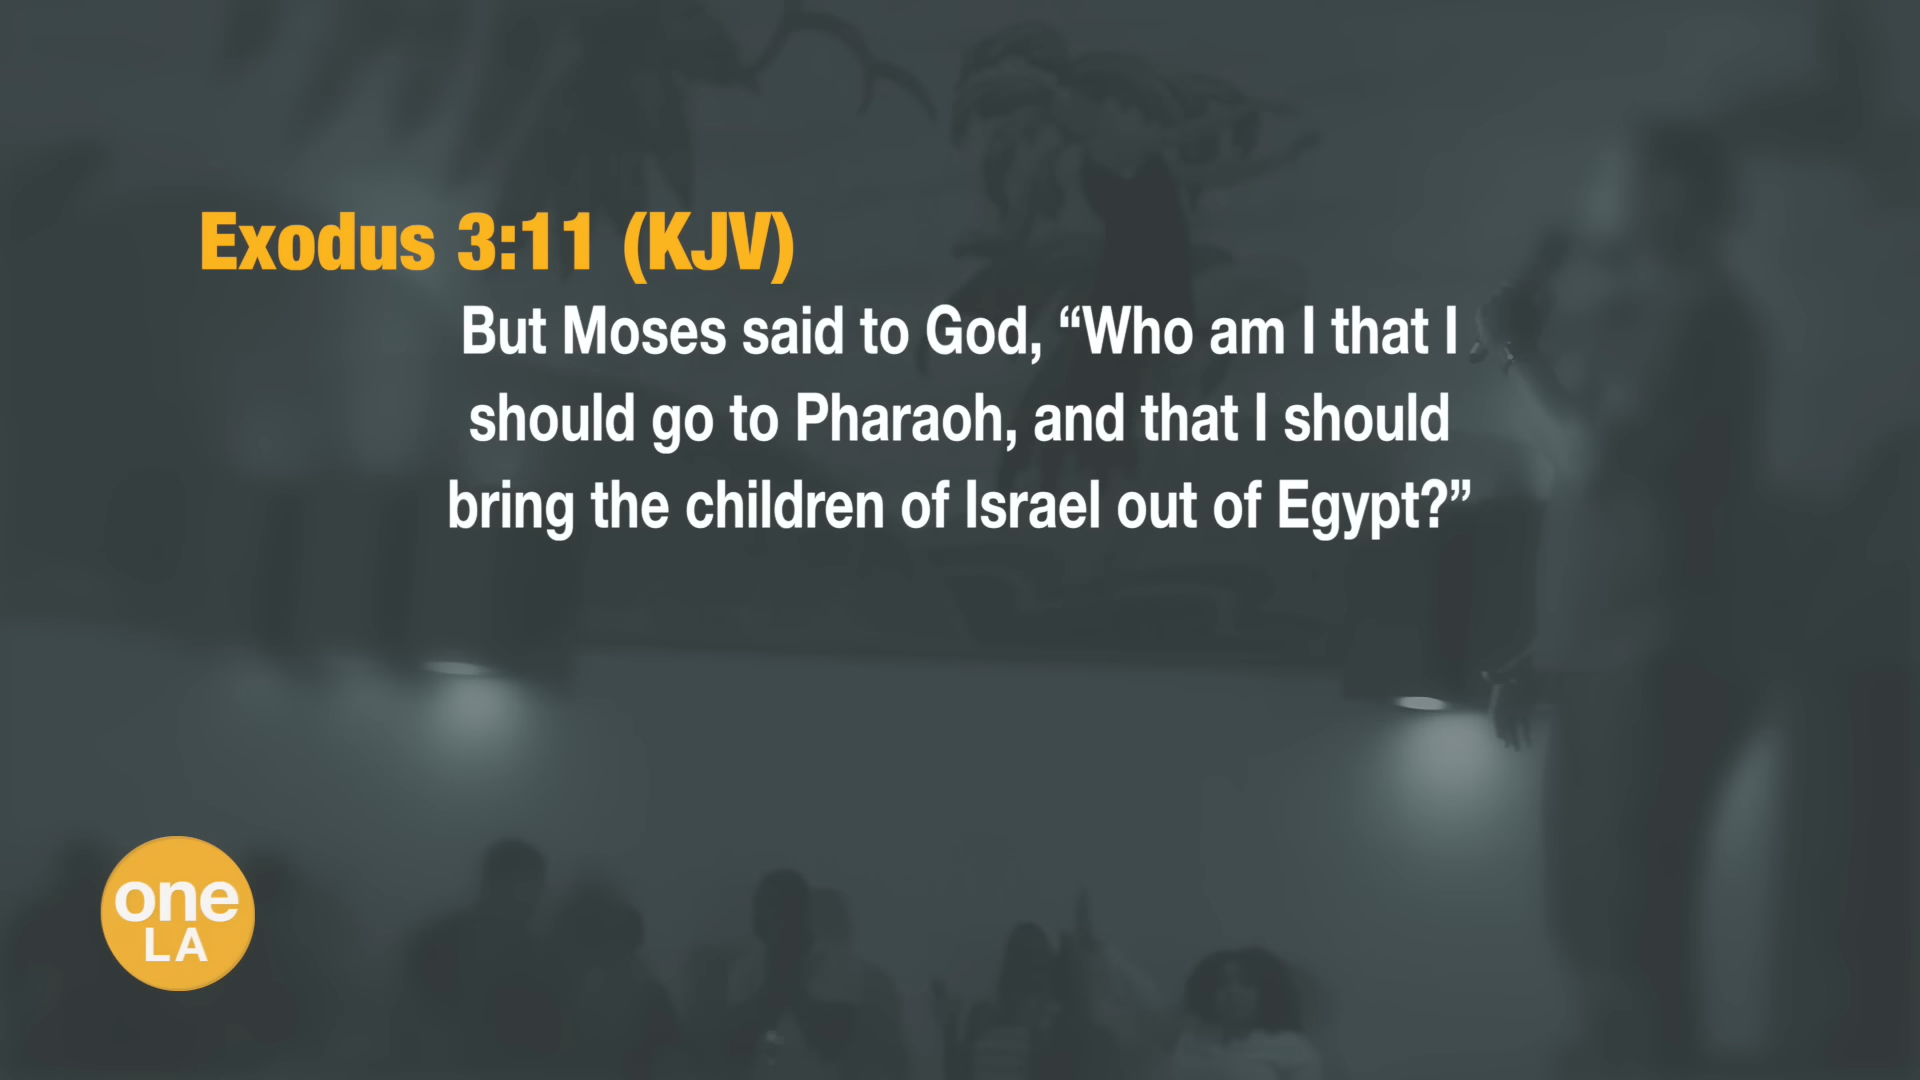 Exodus 3:11 (KJV)
But Moses said to God, “Who am I that I
should go to Pharaoh, and that I should
bring the children of Israel out of Egypt?”
one
LA